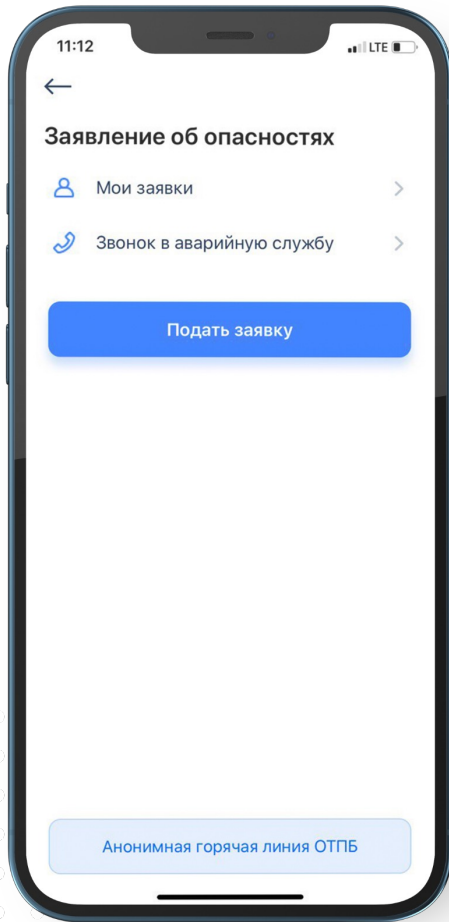 11:12
LTE
Заявление об опасностях
Мои заявки
Звонок в аварийную службу
Подать заявку
Анонимная горячая линия ОТПБ